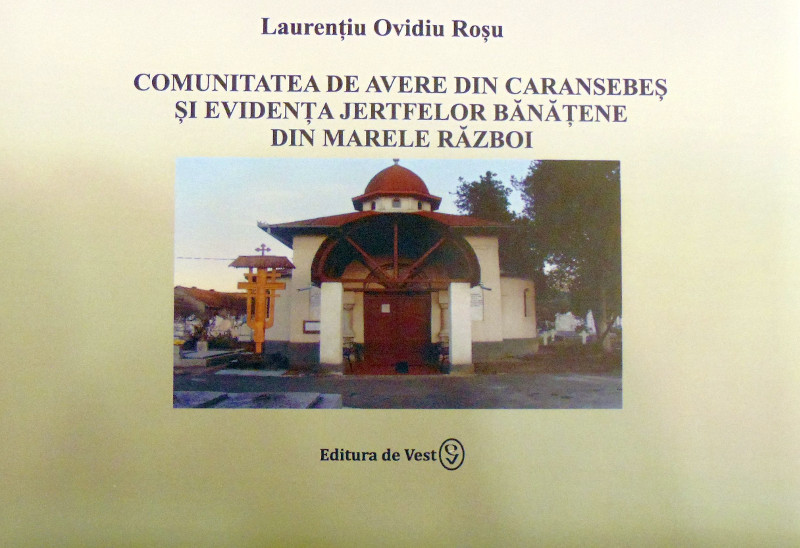 Laurențiu Ovidiu Roșu
COMUNITATEA DE AVERE DIN CARANSEBEȘ
ȘI EVIDENȚA JERTFELOR BĂNĂȚENE
DIN MARELE RĂZBOI
Editura de Vest